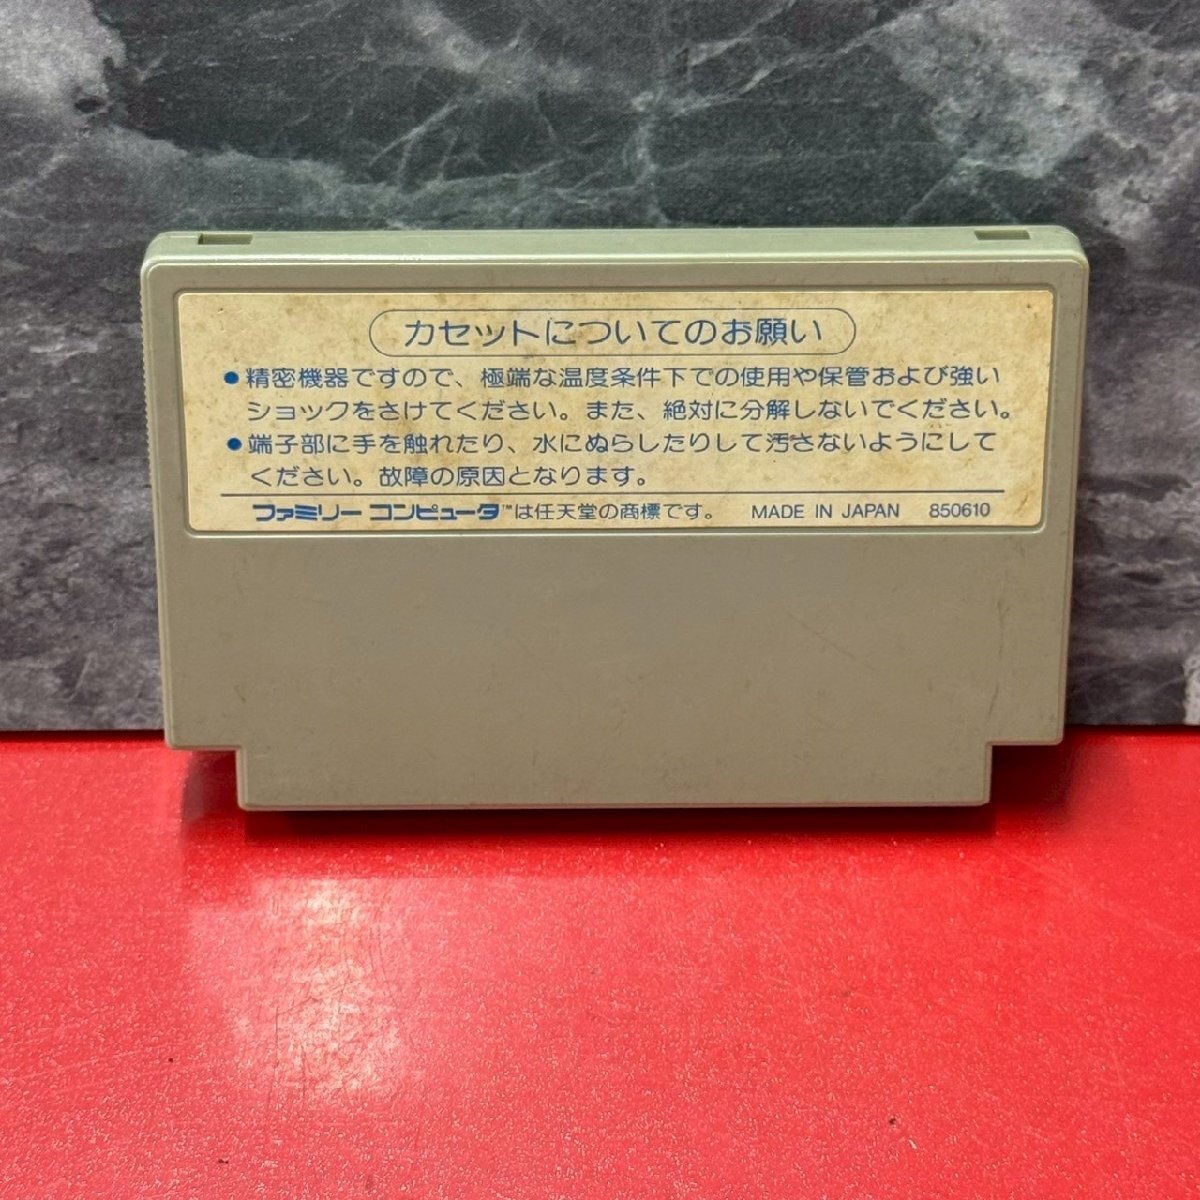 カセットについてのお願い
●精密機器ですので、極端な温度条件下での使用や保管および強い
ショックをさけてください。また、絶対に分解しないでください。
●端子部に手を触れたり、水にぬらしたりして汚さないようにして
ください。故障の原因となります。
ファミリー コンピュータ™は任天堂の商標です。 MADE IN JAPAN 850610